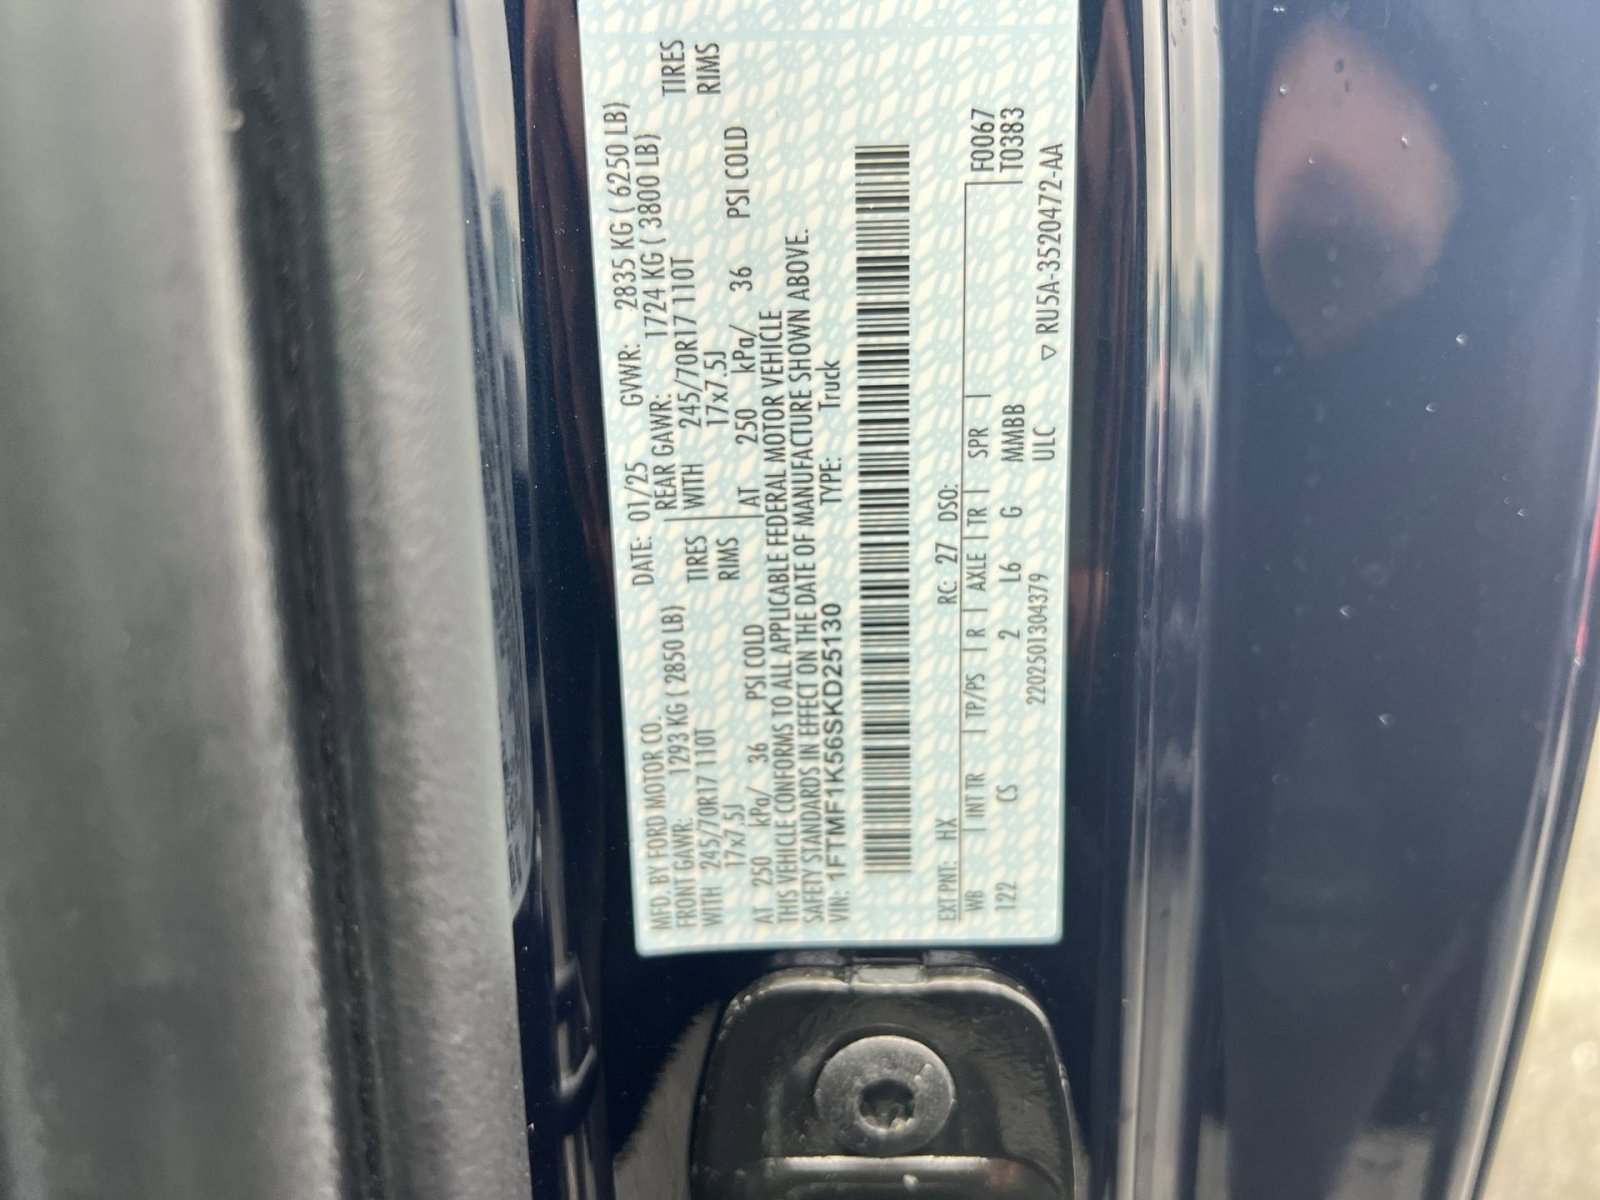 MFD. BY FORD MOTOR CO.
DATE: 01/25 GVWR: 2835 KG ( 6250 LB)
FRONT GAWR: 1293 KG ( 2850 LB) REAR GAWR: 1724 KG ( 3800 LB)
WITH 245/70R17 110T TIRES WITH 245/70R17 110T TIRES
17x7.5J RIMS 17x7.5J RIMS
AT 250 kPa/ 36 PSI COLD AT 250 kPa/ 36 PSI COLD
THIS VEHICLE CONFORMS TO ALL APPLICABLE FEDERAL MOTOR VEHICLE
SAFETY STANDARDS IN EFFECT ON THE DATE OF MANUFACTURE SHOWN ABOVE.
VIN: 1FTMF1K56SKD25130 TYPE: Truck
EXT PNT: HX RC: 27 DSO: F0067
WB INT TR TP/PS R AXLE TR SPR T0383
122 CS 2 L6 G MMBB
2202501304379 ULC ▽ RU5A-3520472-AA